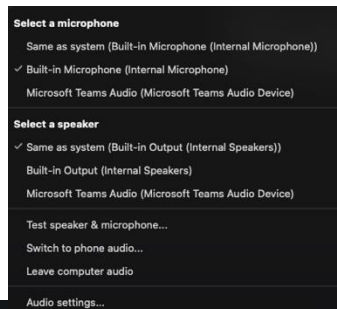 Select a microphone
Same as system (Built-in Microphone (Internal Microphone))
✓ Built-in Microphone (Internal Microphone)
Microsoft Teams Audio (Microsoft Teams Audio Device)
Select a speaker
✓ Same as system (Built-in Output (Internal Speakers))
Built-in Output (Internal Speakers)
Microsoft Teams Audio (Microsoft Teams Audio Device)
Test speaker & microphone...
Switch to phone audio...
Leave computer audio
Audio settings...